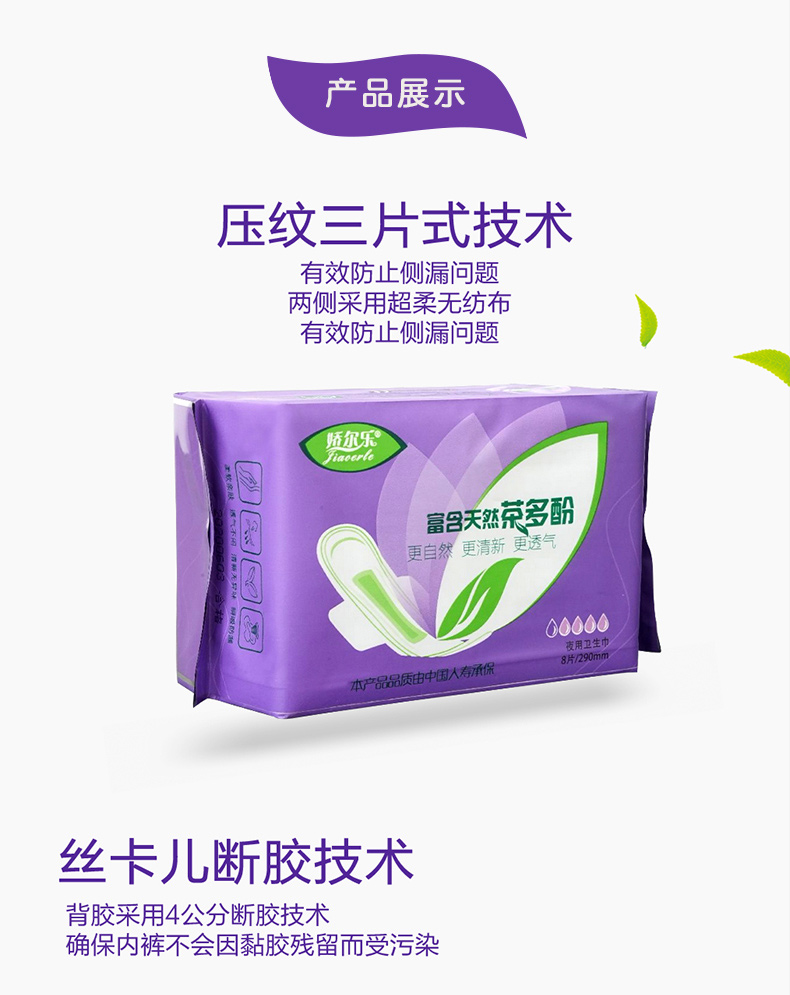 产品展示
压纹三片式技术
有效防止侧漏问题
两侧采用超柔无纺布
有效防止侧漏问题
娇尔乐®
Jiaoerle
富含天然茶多酚
更自然 更清新 更透气
夜用卫生巾
8片/290mm
本产品品质由中国人寿承保
丝卡儿断胶技术
背胶采用4公分断胶技术
确保内裤不会因黏胶残留而受污染